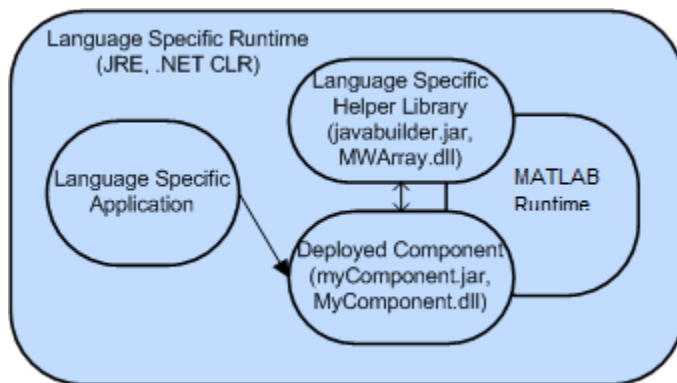 Language Specific Runtime
(JRE, .NET CLR)
Language Specific
Helper Library
(javabuilder.jar,
MWArray.dll)
Language Specific
Application
MATLAB
Runtime
Deployed Component
(myComponent.jar,
MyComponent.dll)